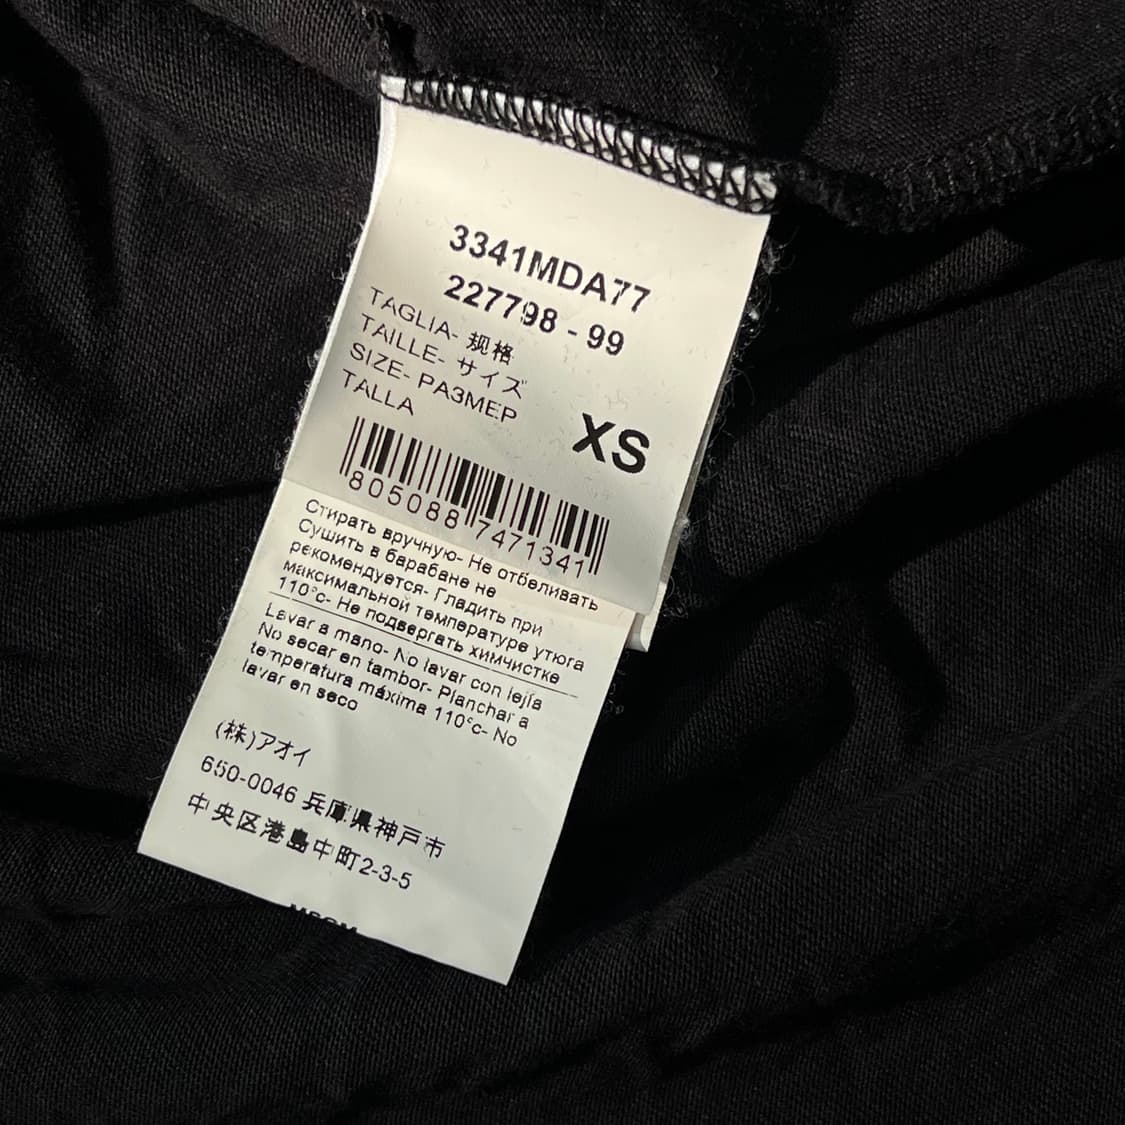 3341MDA77
227798 - 99
TAGLIA- 规格
TAILLE- サイズ
SIZE- РАЗМЕР
TALLA
XS
805088 747134 1
Стирать вручную- Не отбеливать
Сушить в барабане не
рекомендуется- Гладить при
максимальной температуре утюга
110°c- Не подвергать химчистке
Lavar a mano- No lavar con lejía
No secar en tambor- Planchar a
temperatura máxima 110°c- No
lavar en seco
(株)アオイ
650-0046 兵庫県神戸市
中央区港島中町2-3-5
MSGM